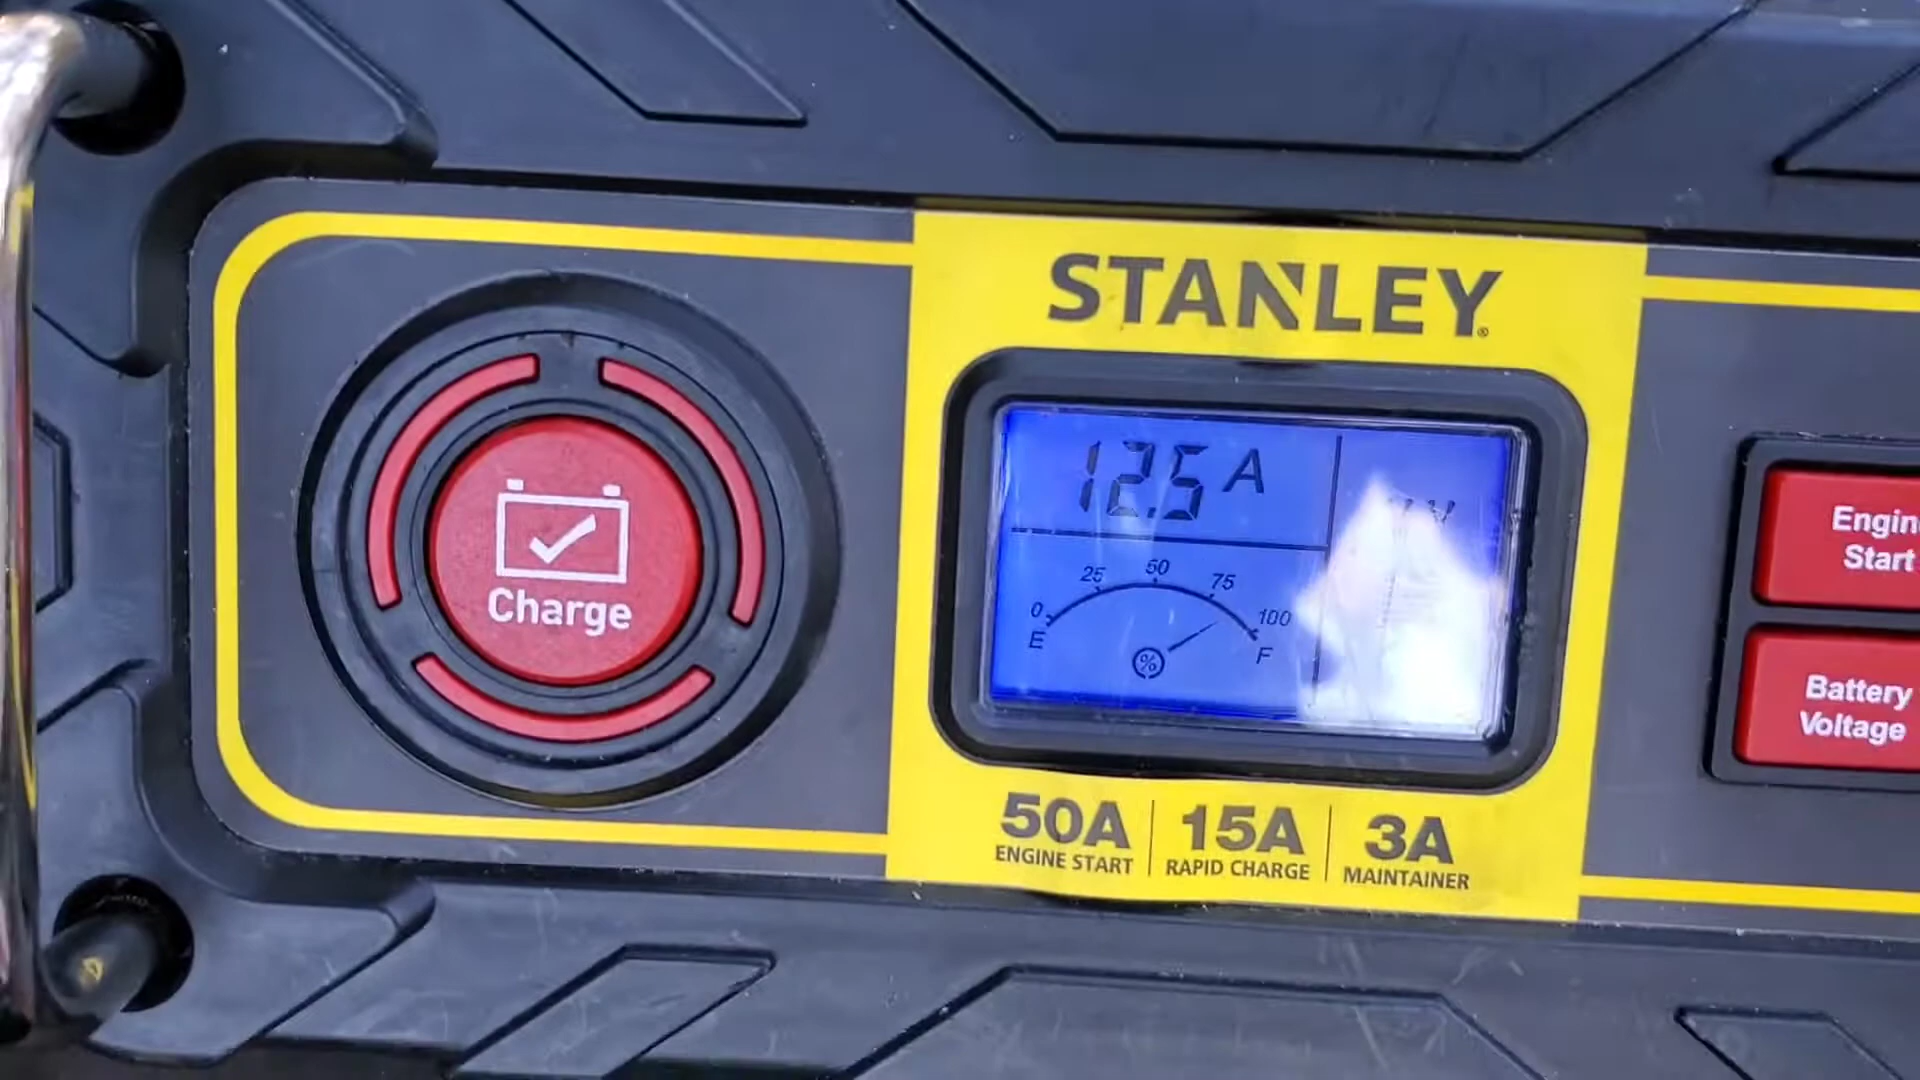 STANLEY®
12.5 A
0 25 50 75 100
E F
%
Charge
Engine
Start
Battery
Voltage
50A 15A 3A
ENGINE START RAPID CHARGE MAINTAINER